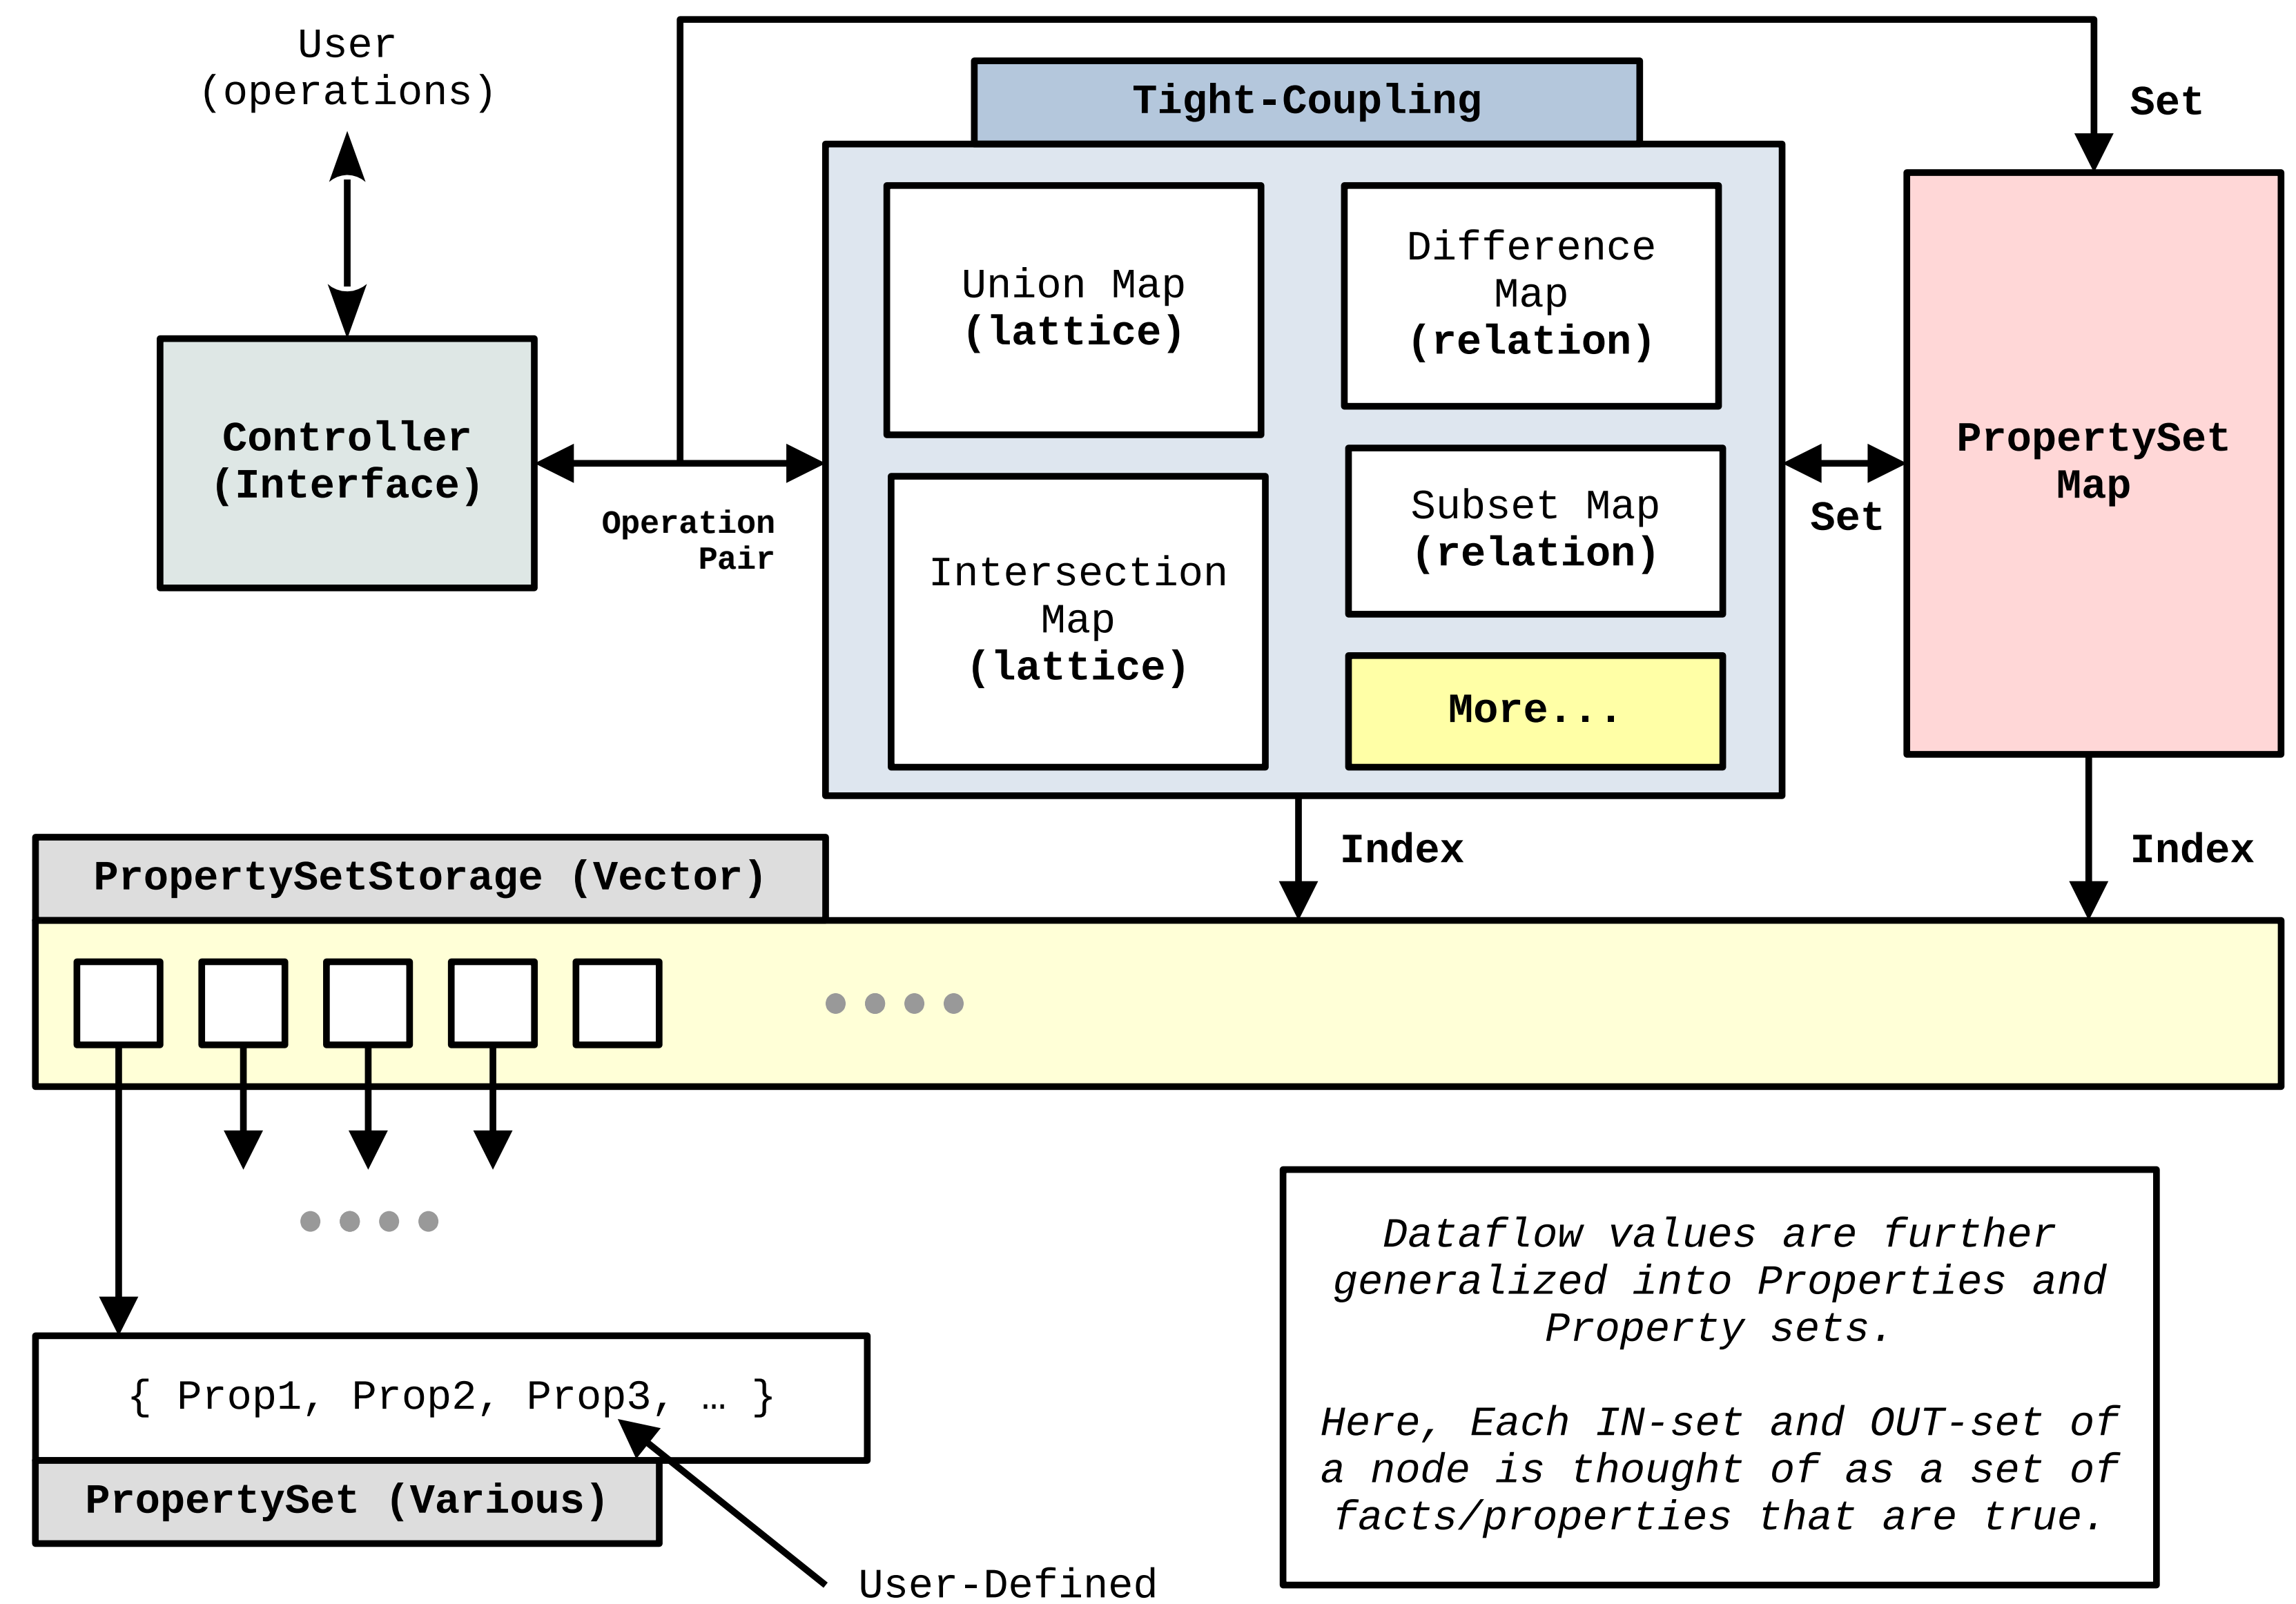 User
(operations)
Tight-Coupling
Set
Union Map
(lattice)
Difference
Map
(relation)
Controller
(Interface)
PropertySet
Map
Operation
Pair
Set
Intersection
Map
(lattice)
Subset Map
(relation)
More...
Index
Index
PropertySetStorage (Vector)
Dataflow values are further
generalized into Properties and
Property sets.
Here, Each IN-set and OUT-set of
a node is thought of as a set of
facts/properties that are true.
{ Prop1, Prop2, Prop3, … }
PropertySet (Various)
User-Defined